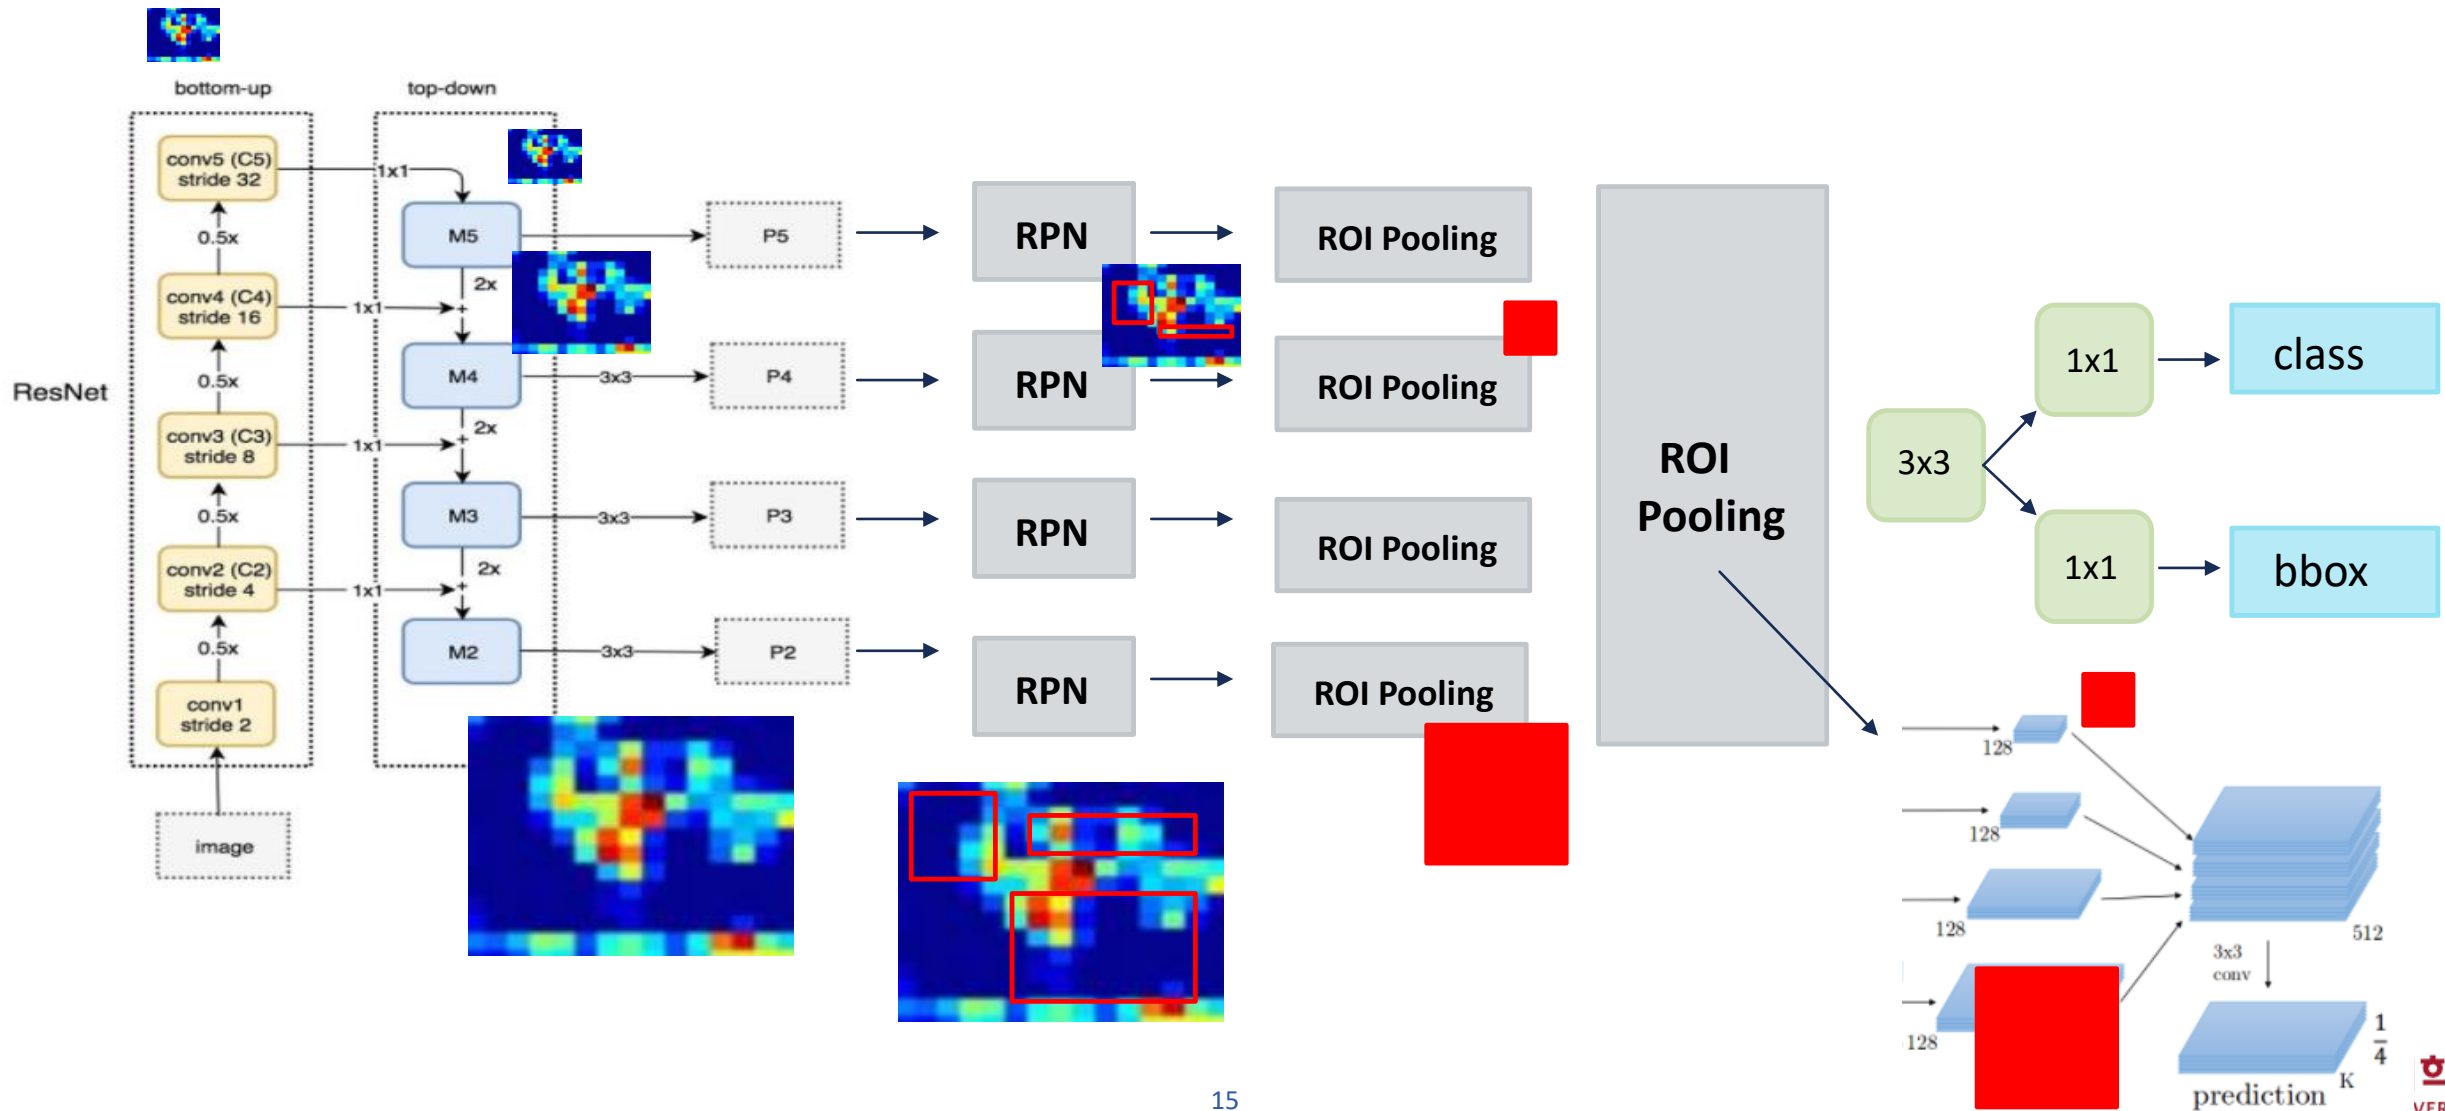 bottom-up
top-down
ResNet
conv5 (C5)
stride 32
0.5x
conv4 (C4)
stride 16
0.5x
conv3 (C3)
stride 8
0.5x
conv2 (C2)
stride 4
0.5x
conv1
stride 2
image
1x1
1x1
1x1
1x1
M5
2x
+
M4
2x
+
M3
2x
+
M2
3x3
3x3
3x3
P5
P4
P3
P2
RPN
RPN
RPN
RPN
ROI Pooling
ROI Pooling
ROI Pooling
ROI Pooling
ROI
Pooling
3x3
1x1
class
1x1
bbox
128
128
128
128
512
3x3
conv
1
4
K
prediction
15
VER